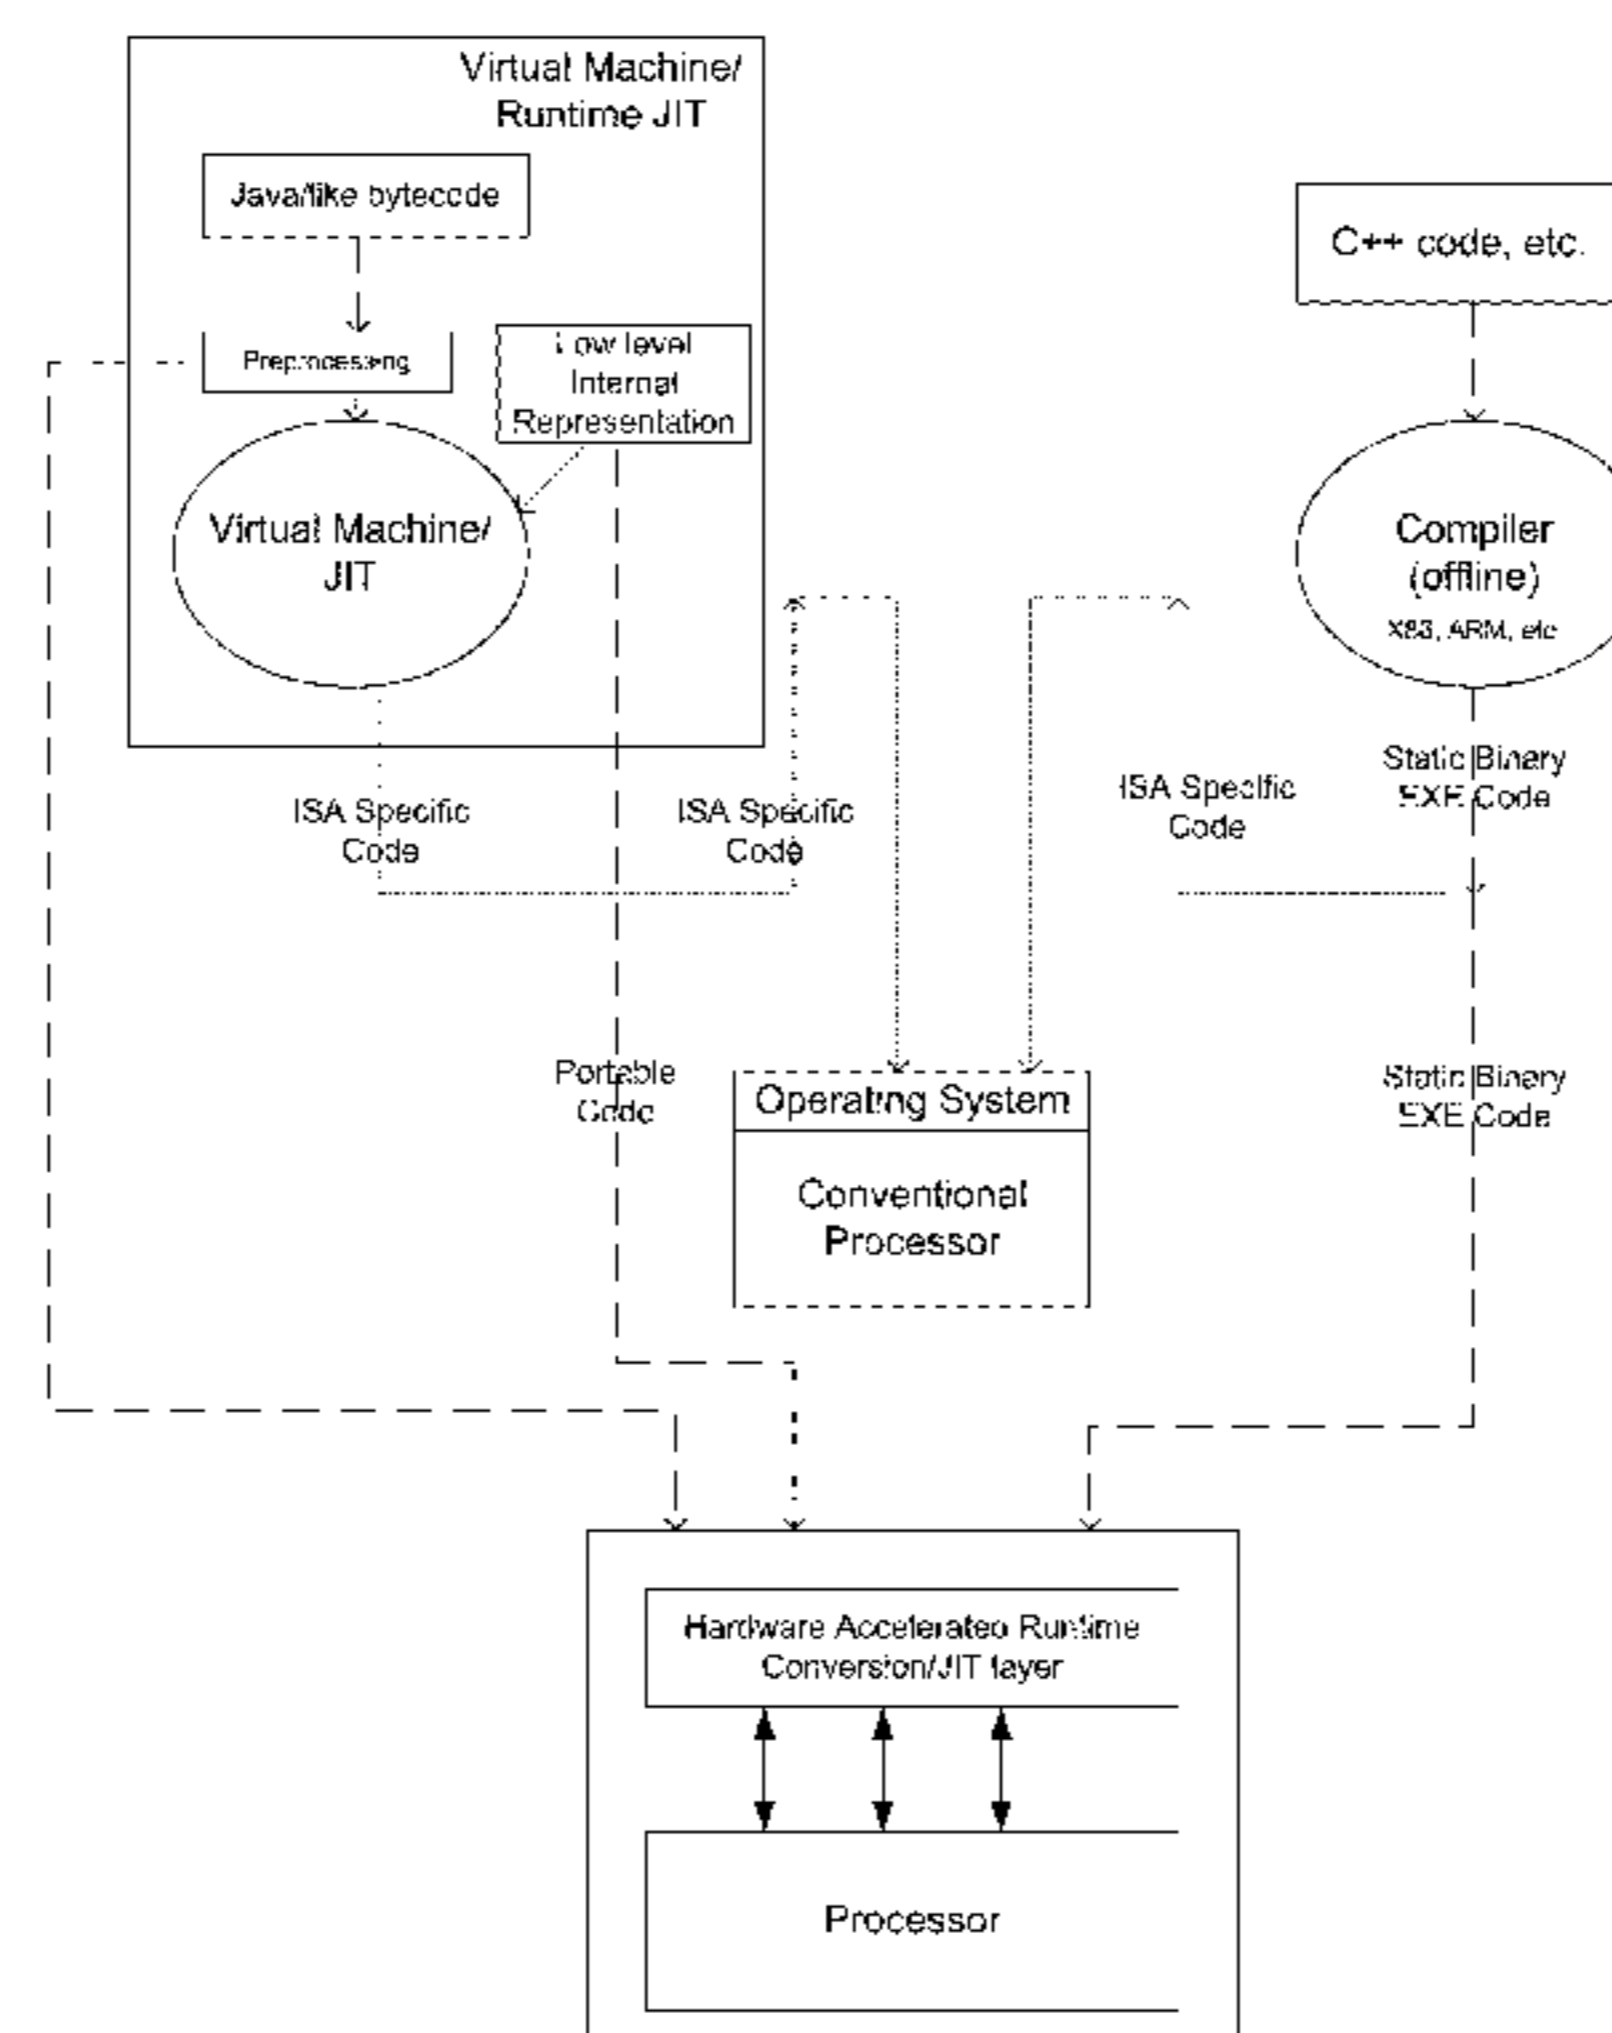 Virtual Machine/
Runtime JIT
Java/like bytecode
C++ code, etc.
Preprocessing
Low level
Internal
Representation
Virtual Machine/
JIT
Compiler
(offline)
ARM, etc
Static Binary
EXE Code
ISA Specific
Code
ISA Specific
Code
ISA Specific
Code
Portable
Code
Operating System
Static Binary
EXE Code
Conventional
Processor
Hardware Accelerated Runtime
Conversion/JIT layer
Processor